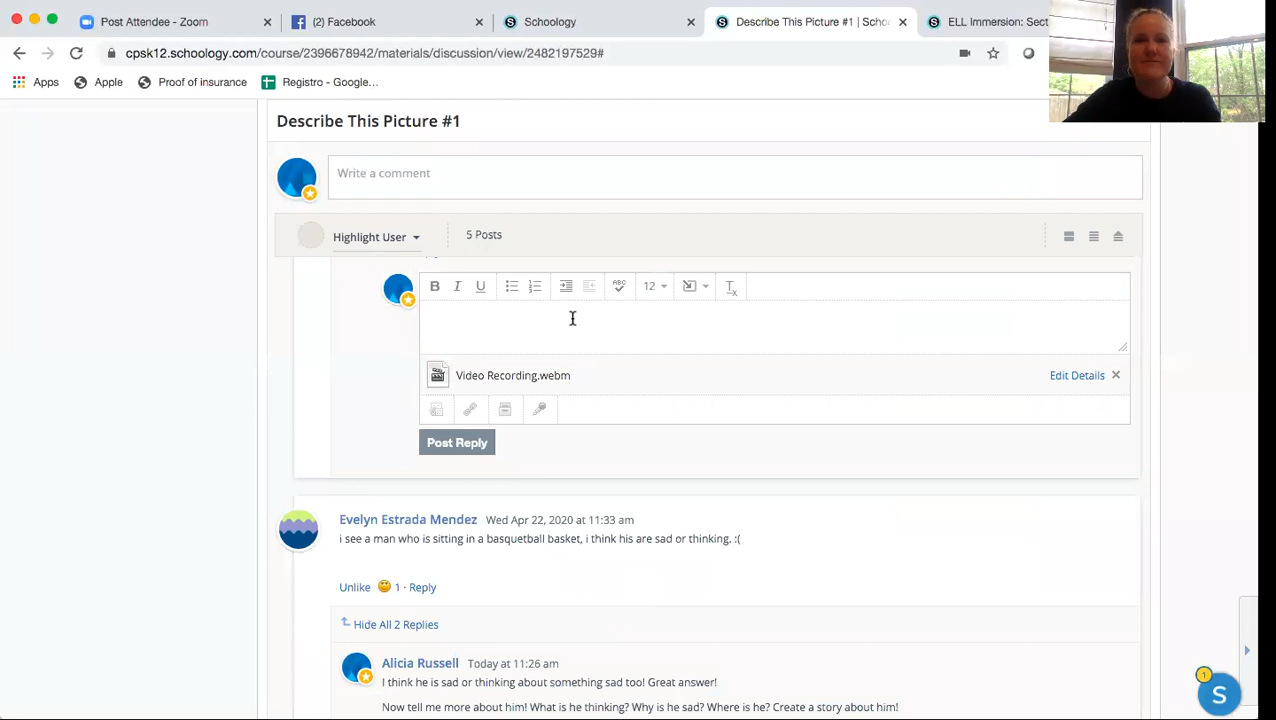 Post Attendee - Zoom
(2) Facebook
Schoology
Describe This Picture #1 | Scho
ELL Immersion: Sect
cpsk12.schoology.com/course/2396678942/materials/discussion/view/2482197529#
Apps
Apple
Proof of insurance
Registro - Google...
Describe This Picture #1
Write a comment
Highlight User
5 Posts
B I U
ABC
12
Tx
Video Recording.webm
Edit Details
Post Reply
Evelyn Estrada Mendez Wed Apr 22, 2020 at 11:33 am
i see a man who is sitting in a basquetball basket, i think his are sad or thinking. :(
Unlike 1 · Reply
Hide All 2 Replies
Alicia Russell Today at 11:26 am
I think he is sad or thinking about something sad too! Great answer!
Now tell me more about him! What is he thinking? Why is he sad? Where is he? Create a story about him!
1
S